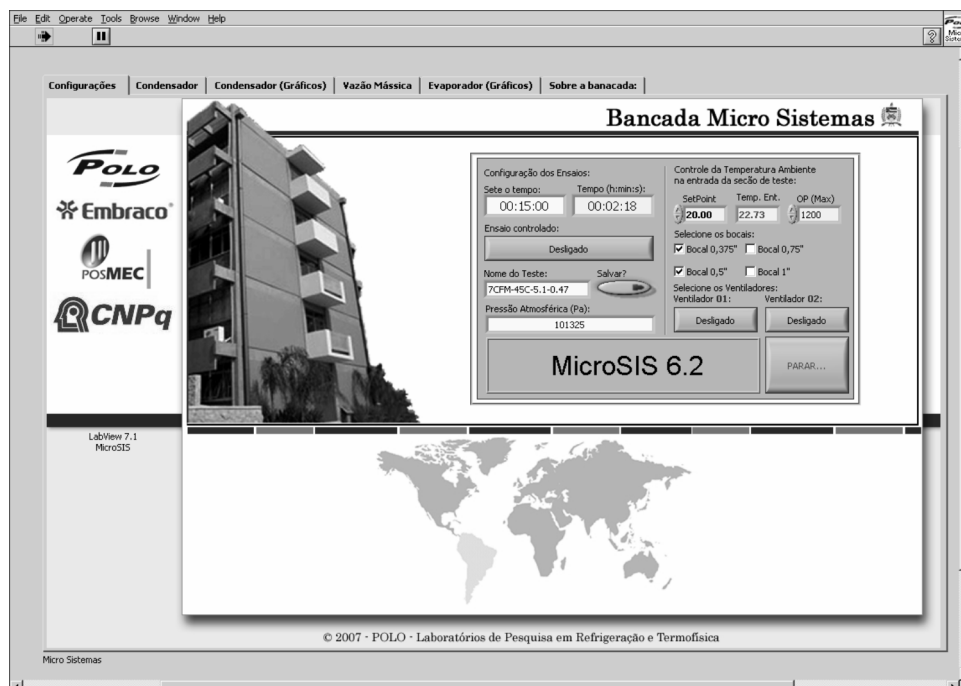 File Edit Operate Tools Browse Window Help
Configurações Condensador Condensador (Gráficos) Vazão Mássica Evaporador (Gráficos) Sobre a banacada:
Bancada Micro Sistemas
POLO
Embraco
POSMEC
CNPq
LabView 7.1
MicroSIS
Configuração dos Ensaios:
Sete o tempo: Tempo (h:min:s):
00:15:00 00:02:18
Ensaio controlado:
Desligado
Nome do Teste: Salvar?
7CFM-45C-5.1-0.47
Pressão Atmosférica (Pa):
101325
Controle da Temperatura Ambiente
na entrada da secão de teste:
SetPoint Temp. Ent. OP (Max)
20.00 22.73 1200
Selecione os bocais:
Bocal 0,375" Bocal 0,75"
Bocal 0,5" Bocal 1"
Selecione os Ventiladores:
Ventilador 01: Ventilador 02:
Desligado Desligado
MicroSIS 6.2
PARAR...
© 2007 - POLO - Laboratórios de Pesquisa em Refrigeração e Termofísica
Micro Sistemas